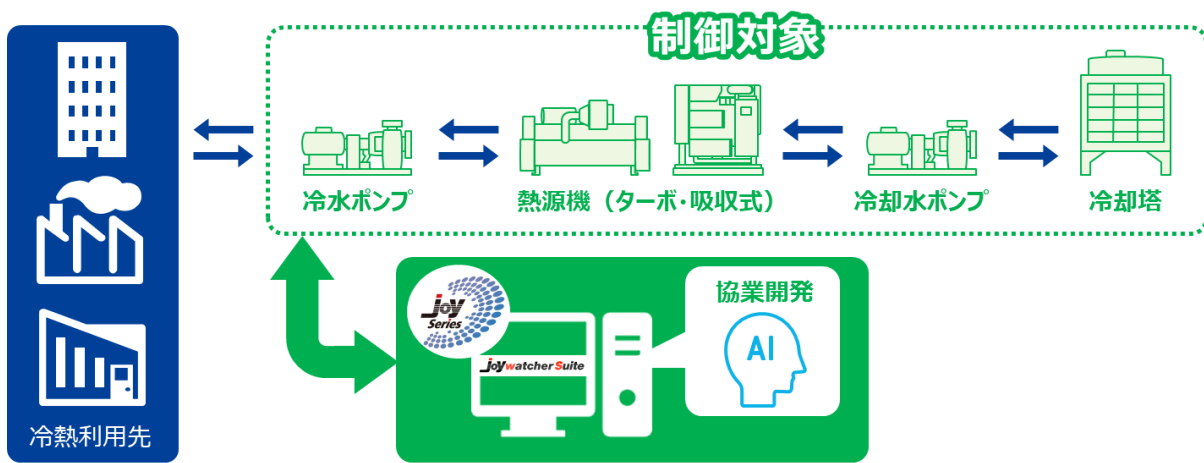 制御対象
冷水ポンプ
熱源機（ターボ・吸収式）
冷却水ポンプ
冷却塔
冷熱利用先
joy
Series
joy watcher Suite
協業開発
AI